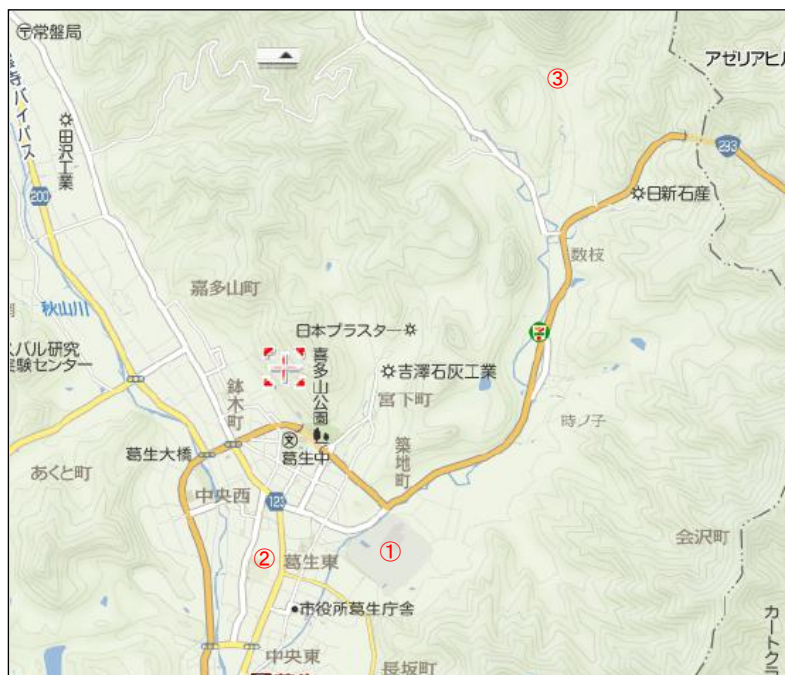 〒常盤局
③
アゼリアヒル
バイパス
田沢工業
293
200
日新石産
数枝
嘉多山町
秋山川
日本プラスター
スバル研究
実験センター
喜多山公園
吉澤石灰工業
鉢木町
宮下町
時ノ子
文
葛生中
築地町
葛生大橋
あくと町
中央西
123
会沢町
①
②
葛生東
市役所葛生庁舎
カートクラ
中央東
長坂町